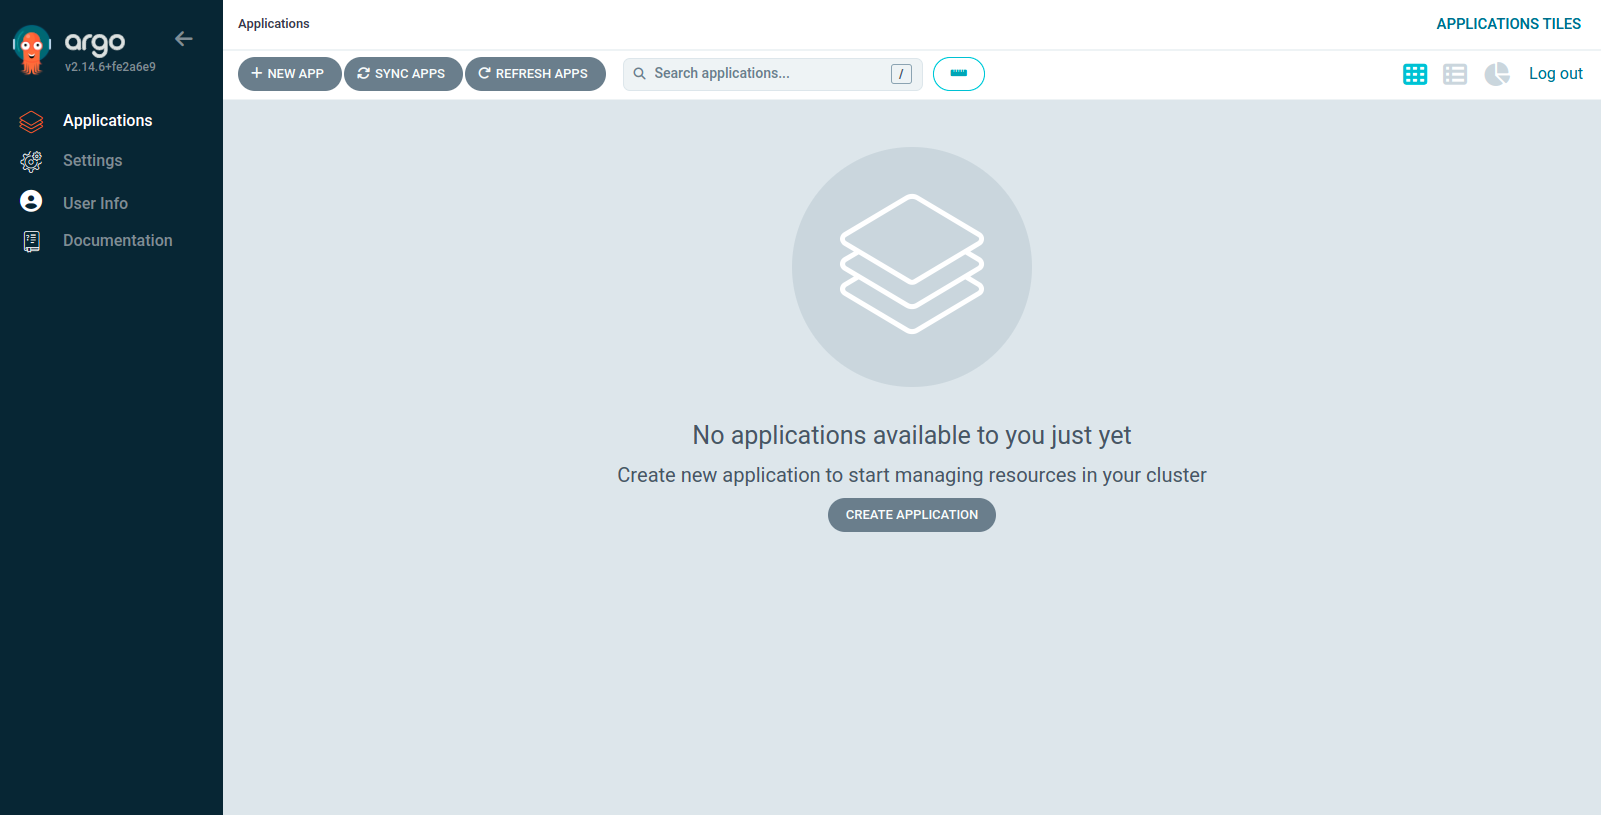 argo
v2.14.6+fe2a6e9
Applications
Settings
User Info
Documentation
Applications
APPLICATIONS TILES
NEW APP
SYNC APPS
REFRESH APPS
Search applications...
/
Log out
No applications available to you just yet
Create new application to start managing resources in your cluster
CREATE APPLICATION